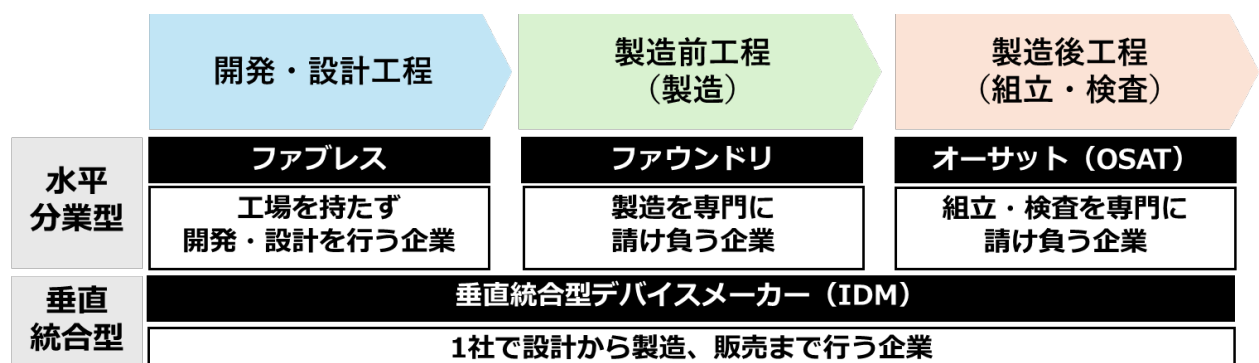 開発・設計工程
製造前工程
（製造）
製造後工程
（組立・検査）
水平
分業型
ファブレス
工場を持たず
開発・設計を行う企業
ファウンドリ
製造を専門に
請け負う企業
オーサット（OSAT）
組立・検査を専門に
請け負う企業
垂直
統合型
垂直統合型デバイスメーカー（IDM）
1社で設計から製造、販売まで行う企業